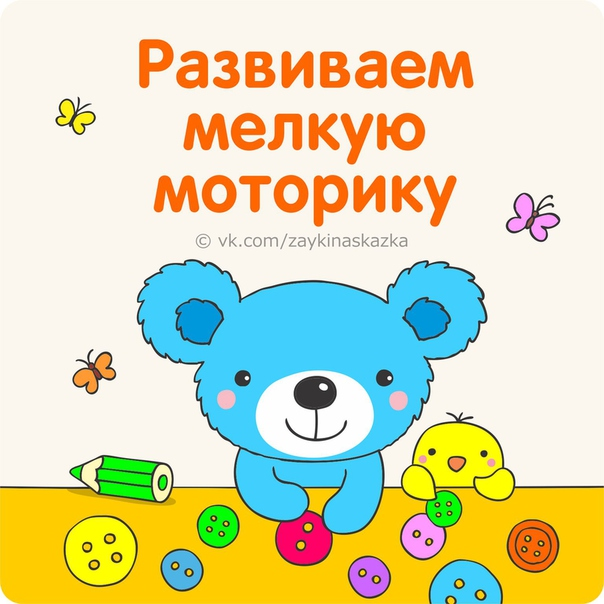 Развиваем
мелкую
моторику
© vk.com/zaykinaskazka